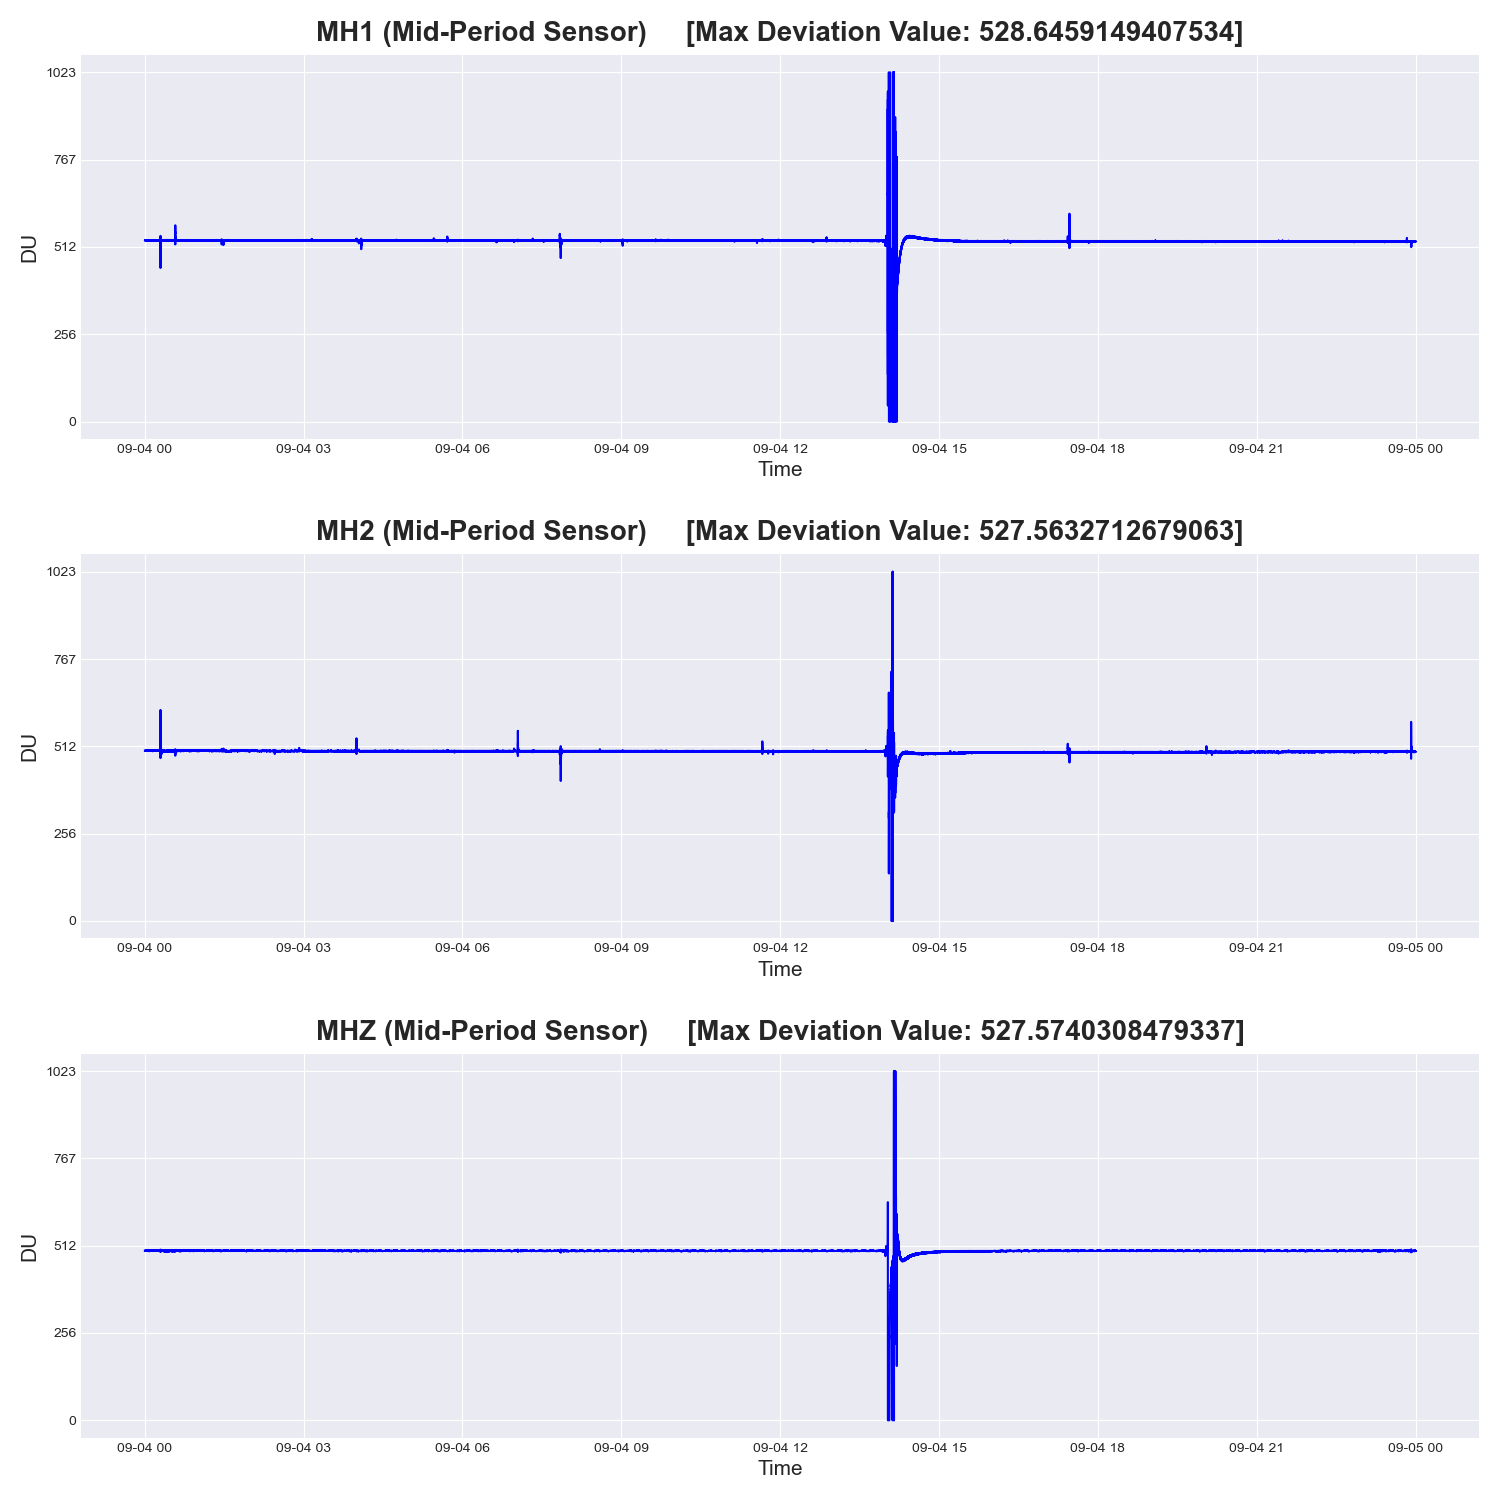 MH1 (Mid-Period Sensor) [Max Deviation Value: 528.6459149407534]
1023
767
512
256
0
DU
09-04 00 09-04 03 09-04 06 09-04 09 09-04 12 09-04 15 09-04 18 09-04 21 09-05 00
Time
MH2 (Mid-Period Sensor) [Max Deviation Value: 527.5632712679063]
1023
767
512
256
0
DU
09-04 00 09-04 03 09-04 06 09-04 09 09-04 12 09-04 15 09-04 18 09-04 21 09-05 00
Time
MHZ (Mid-Period Sensor) [Max Deviation Value: 527.5740308479337]
1023
767
512
256
0
DU
09-04 00 09-04 03 09-04 06 09-04 09 09-04 12 09-04 15 09-04 18 09-04 21 09-05 00
Time